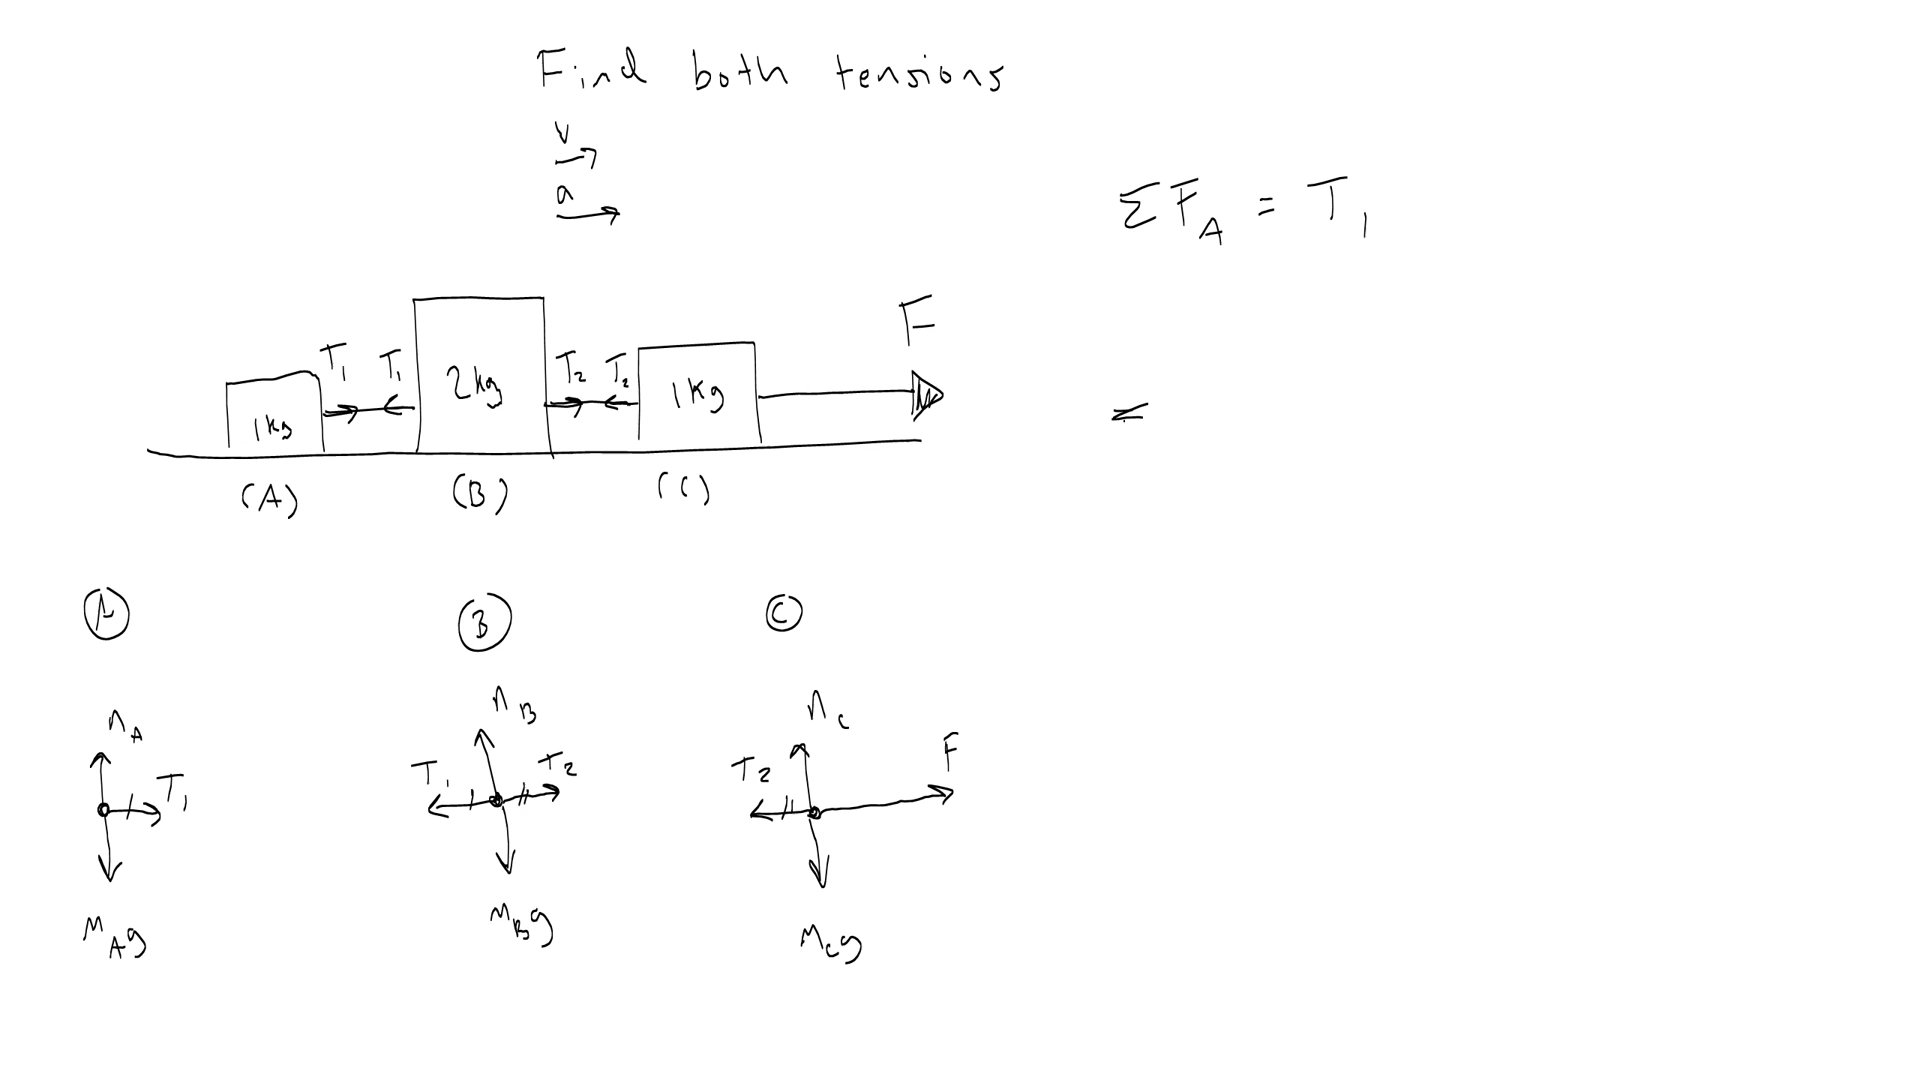 Find both tensions
v
a
ΣF_A = T_1
F
T_1 T_1 T_2 T_2
1kg 2kg 1kg
=
(A) (B) (C)
A B C
n_A n_B n_C
T_1 T_1 T_2 T_2 F
m_Ag m_Bg m_Cg